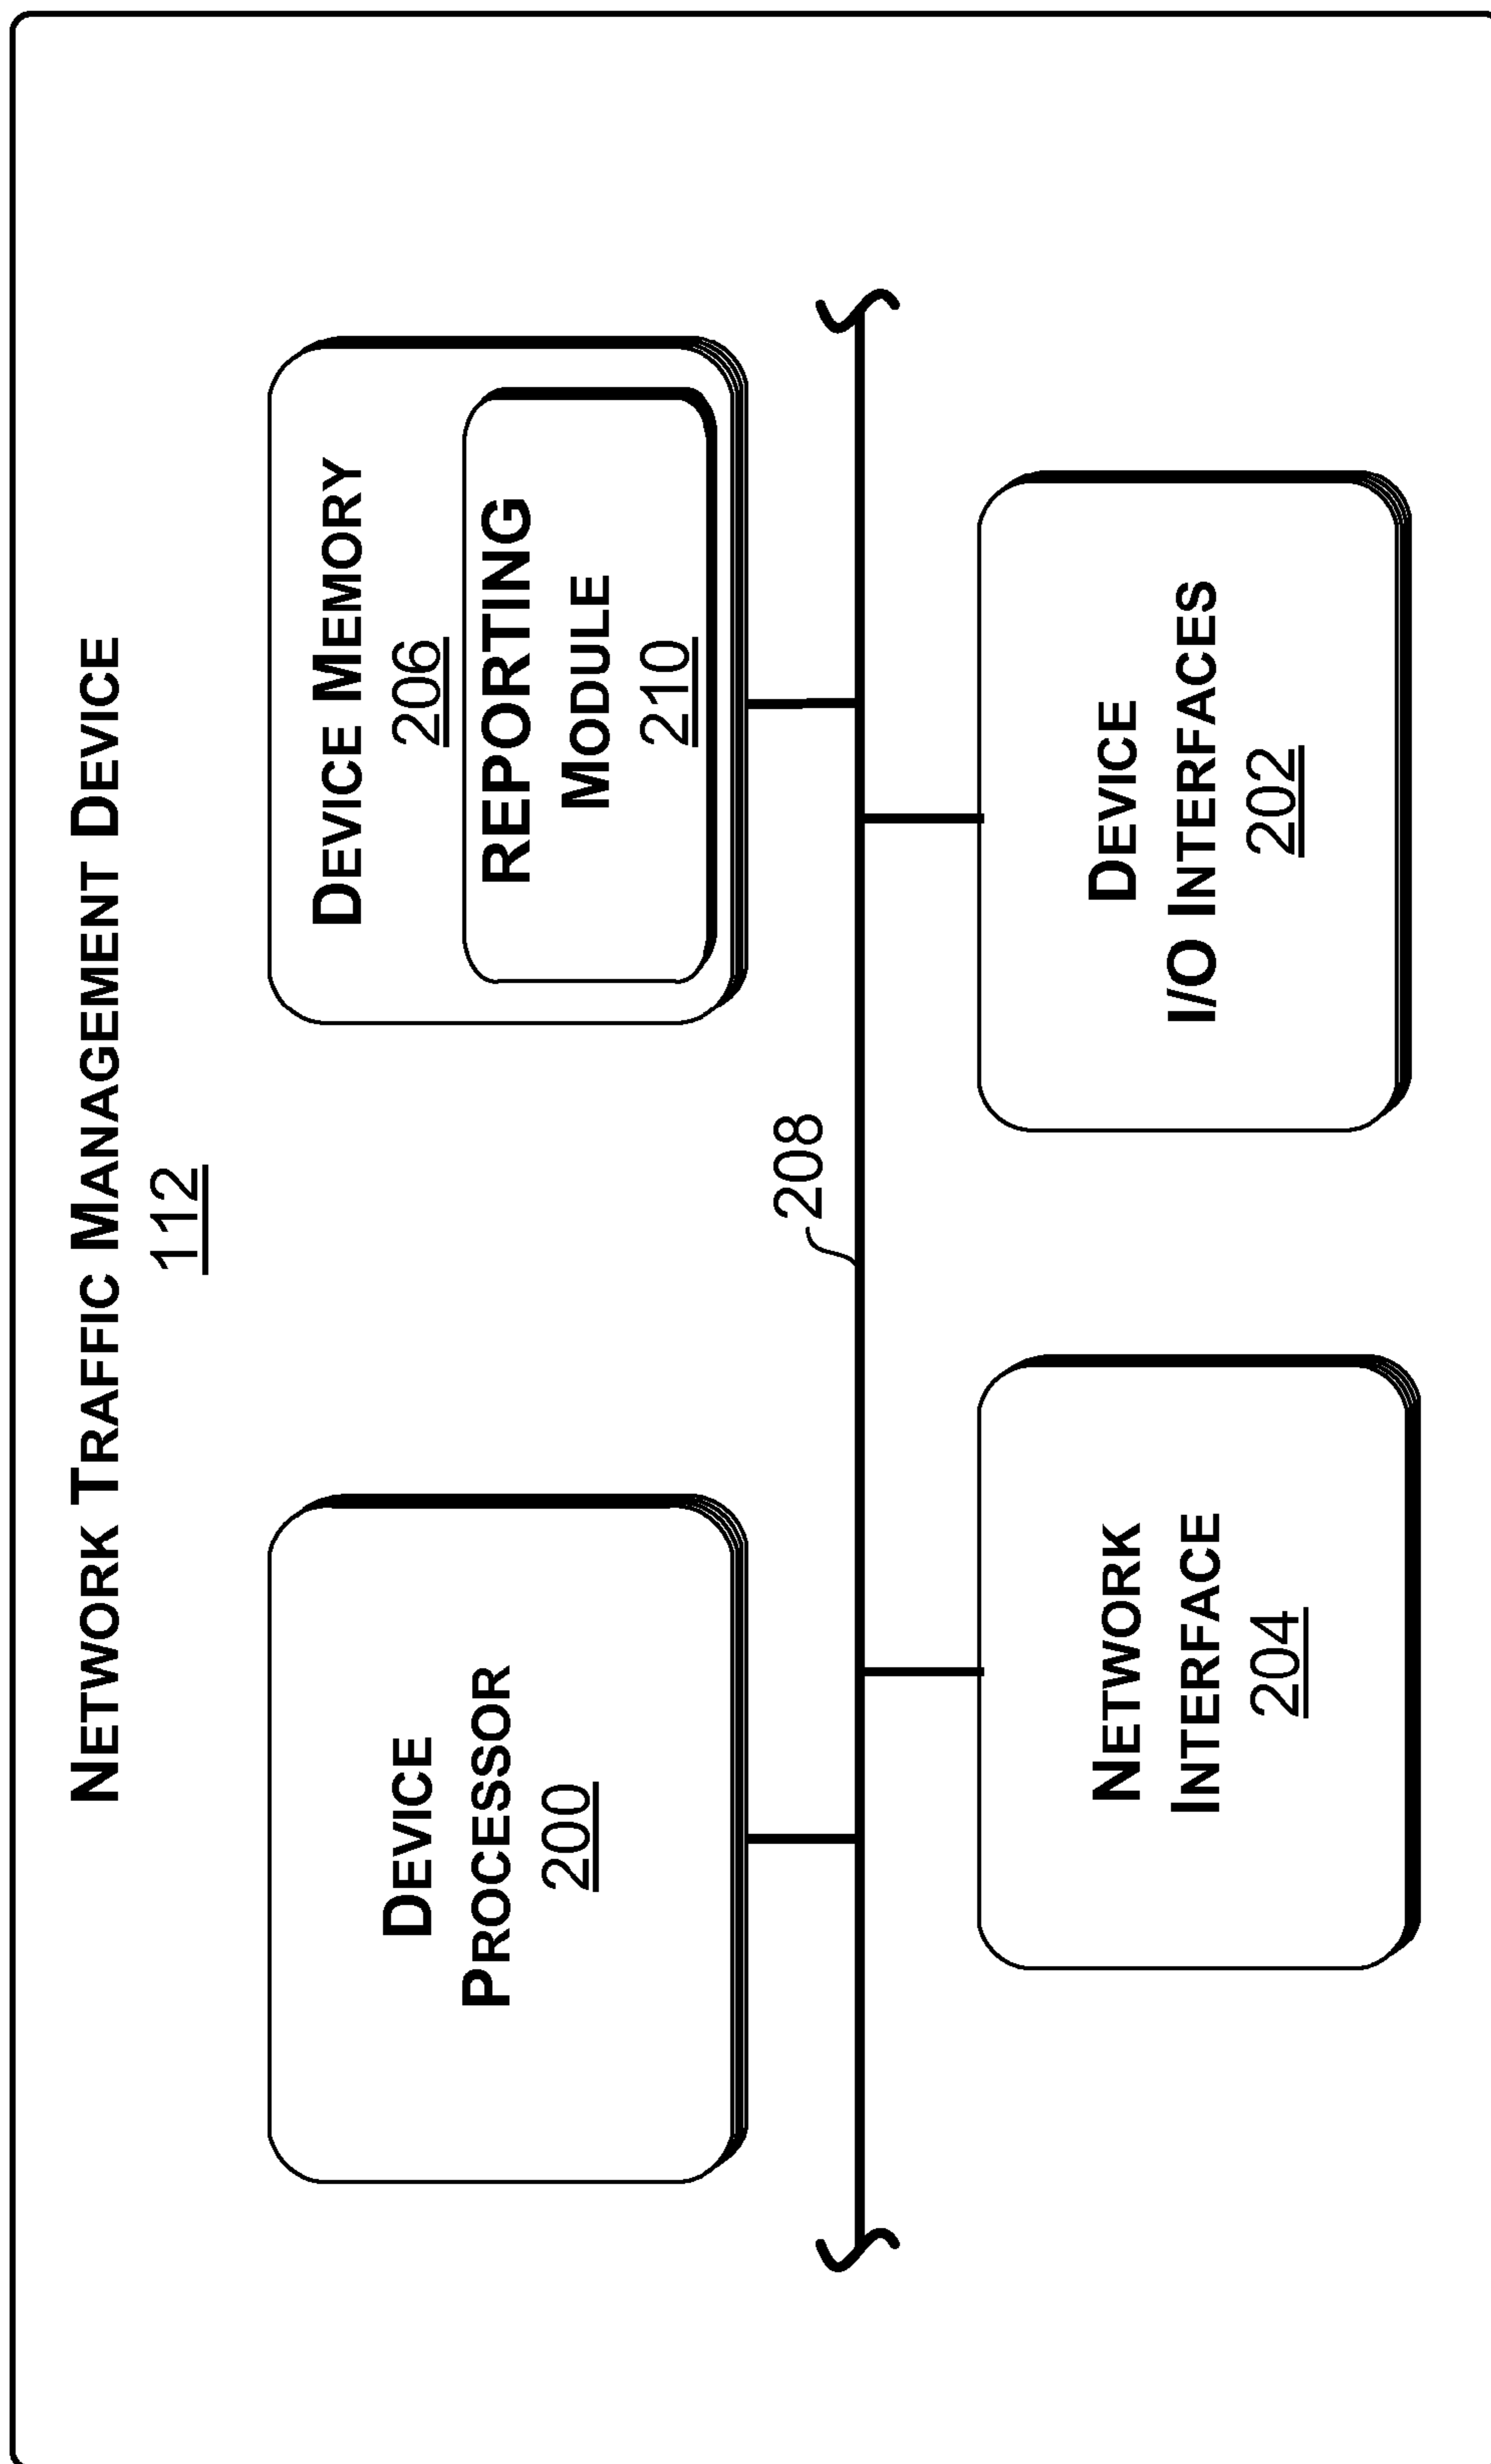 NETWORK TRAFFIC MANAGEMENT DEVICE
112
DEVICE
PROCESSOR
200
DEVICE MEMORY
206
REPORTING
MODULE
210
208
NETWORK
INTERFACE
204
DEVICE
I/O INTERFACES
202